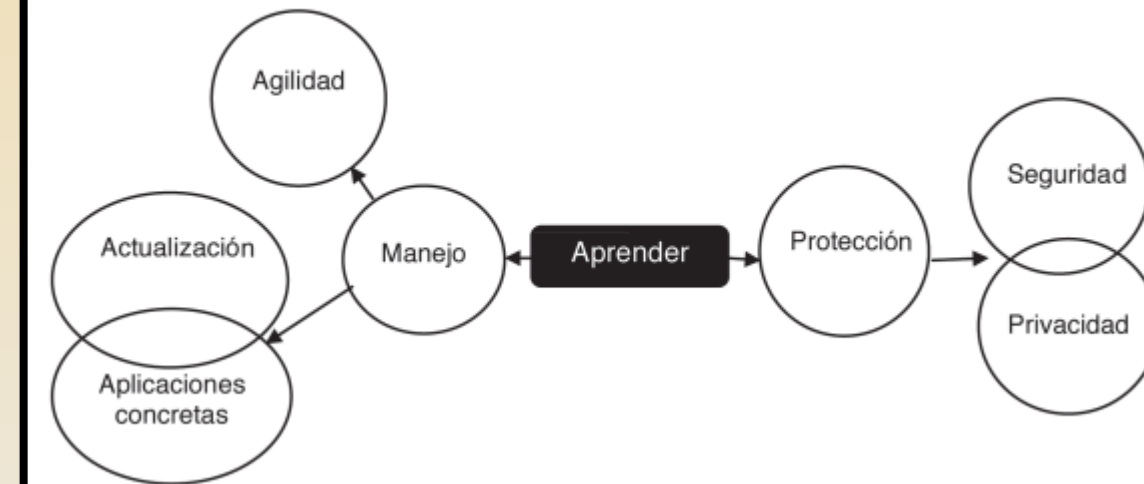 Agilidad
Actualización
Manejo
Aprender
Protección
Seguridad
Privacidad
Aplicaciones
concretas